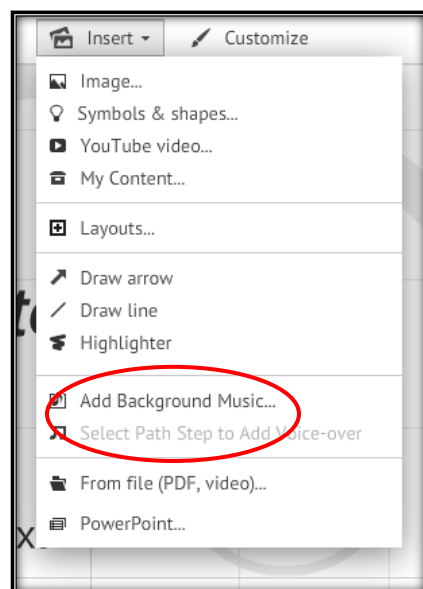 Insert Customize
Image...
Symbols & shapes...
YouTube video...
My Content...
Layouts...
Draw arrow
Draw line
Highlighter
Add Background Music...
Select Path Step to Add Voice-over
From file (PDF, video)...
PowerPoint...